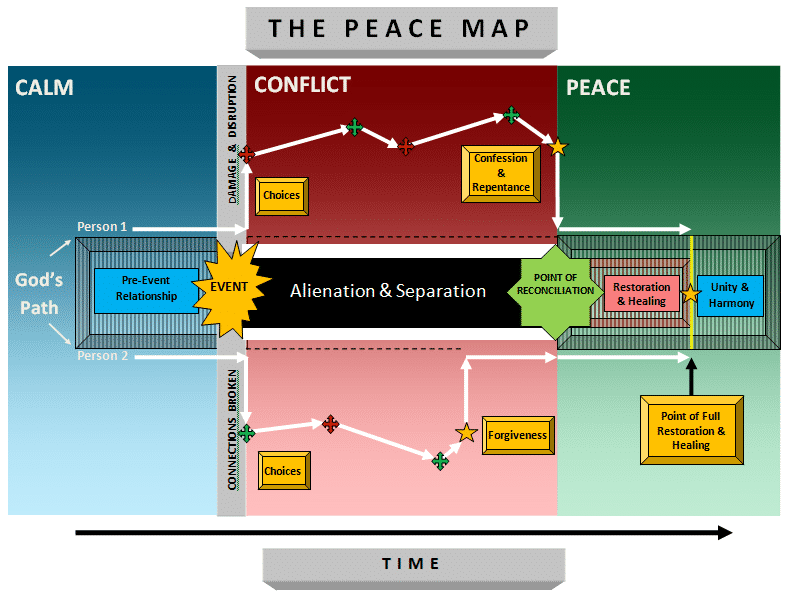 THE PEACE MAP
CALM
CONFLICT
PEACE
DAMAGE & DISRUPTION
Choices
Confession
&
Repentance
Person 1
God's
Path
Pre-Event
Relationship
EVENT
Alienation & Separation
POINT OF
RECONCILIATION
Restoration
& Healing
Unity &
Harmony
Person 2
CONNECTIONS BROKEN
Choices
Forgiveness
Point of Full
Restoration &
Healing
TIME